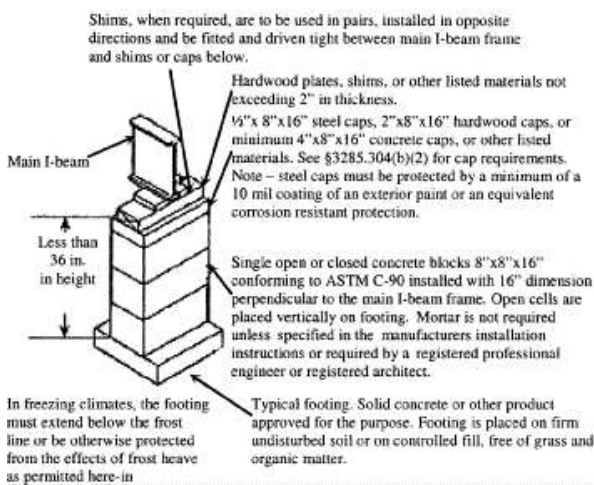 Shims, when required, are to be used in pairs, installed in opposite
directions and be fitted and driven tight between main I-beam frame
and shims or caps below.
Hardwood plates, shims, or other listed materials not
exceeding 2" in thickness.
½"x 8"x16" steel caps, 2"x8"x16" hardwood caps, or
minimum 4"x8"x16" concrete caps, or other listed
materials. See §3285.304(b)(2) for cap requirements.
Note – steel caps must be protected by a minimum of a
10 mil coating of an exterior paint or an equivalent
corrosion resistant protection.
Main I-beam
Less than
36 in.
in height
Single open or closed concrete blocks 8"x8"x16"
conforming to ASTM C-90 installed with 16" dimension
perpendicular to the main I-beam frame. Open cells are
placed vertically on footing. Mortar is not required
unless specified in the manufacturers installation
instructions or required by a registered professional
engineer or registered architect.
In freezing climates, the footing
must extend below the frost
line or be otherwise protected
from the effects of frost heave
as permitted here-in
Typical footing. Solid concrete or other product
approved for the purpose. Footing is placed on firm
undisturbed soil or on controlled fill, free of grass and
organic matter.